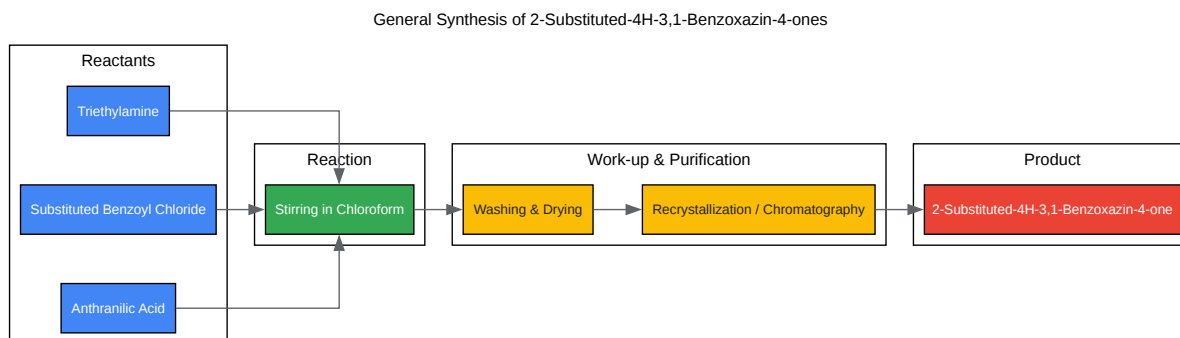 General Synthesis of 2-Substituted-4H-3,1-Benzoxazin-4-ones
Reactants
Triethylamine
Substituted Benzoyl Chloride
Anthranilic Acid
Reaction
Stirring in Chloroform
Work-up & Purification
Washing & Drying
Recrystallization / Chromatography
Product
2-Substituted-4H-3,1-Benzoxazin-4-one